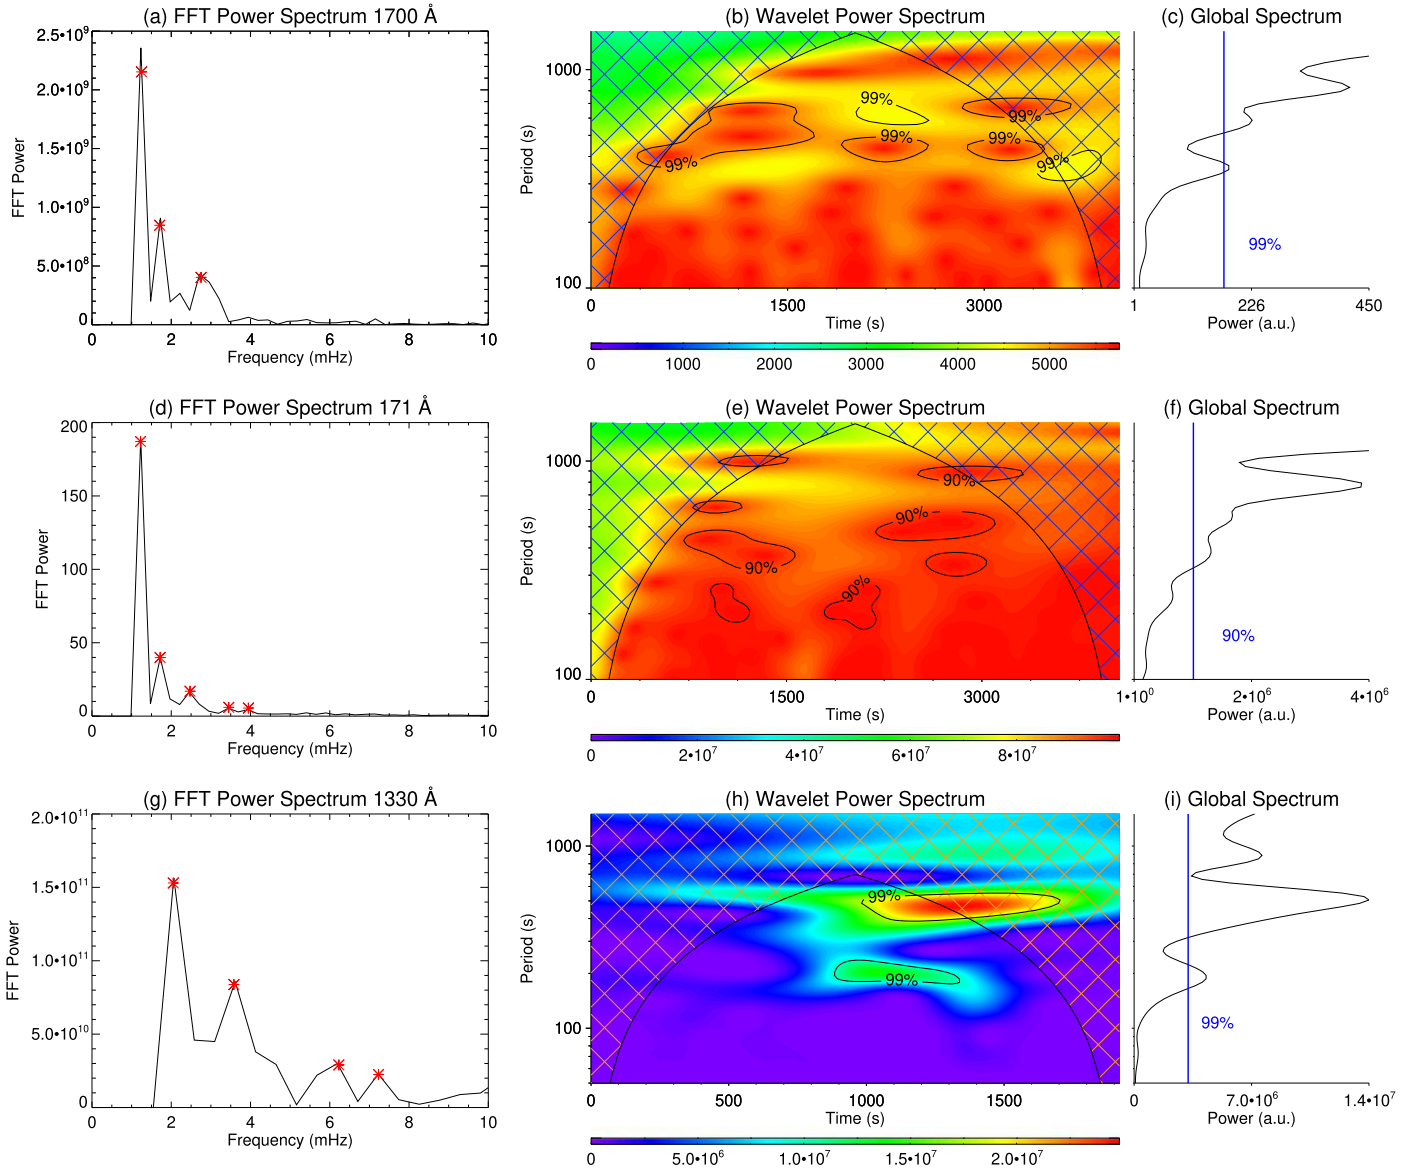 (a) FFT Power Spectrum 1700 Å
(b) Wavelet Power Spectrum
(c) Global Spectrum
2.5•10⁹
2.0•10⁹
1.5•10⁹
1.0•10⁹
5.0•10⁸
0
FFT Power
0 2 4 6 8 10
Frequency (mHz)
1000
100
Period (s)
99%
99%
99%
99%
99%
99%
0 1500 3000
Time (s)
0 1000 2000 3000 4000 5000
99%
1 226 450
Power (a.u.)
(d) FFT Power Spectrum 171 Å
(e) Wavelet Power Spectrum
(f) Global Spectrum
200
150
100
50
0
FFT Power
0 2 4 6 8 10
Frequency (mHz)
1000
100
Period (s)
90%
90%
90%
90%
0 1500 3000
Time (s)
0 2•10⁷ 4•10⁷ 6•10⁷ 8•10⁷
90%
1•10⁰ 2•10⁶ 4•10⁶
Power (a.u.)
(g) FFT Power Spectrum 1330 Å
(h) Wavelet Power Spectrum
(i) Global Spectrum
2.0•10¹¹
1.5•10¹¹
1.0•10¹¹
5.0•10¹⁰
0
FFT Power
0 2 4 6 8 10
Frequency (mHz)
1000
100
Period (s)
99%
99%
0 500 1000 1500
Time (s)
0 5.0•10⁶ 1.0•10⁷ 1.5•10⁷ 2.0•10⁷
99%
0 7.0•10⁶ 1.4•10⁷
Power (a.u.)